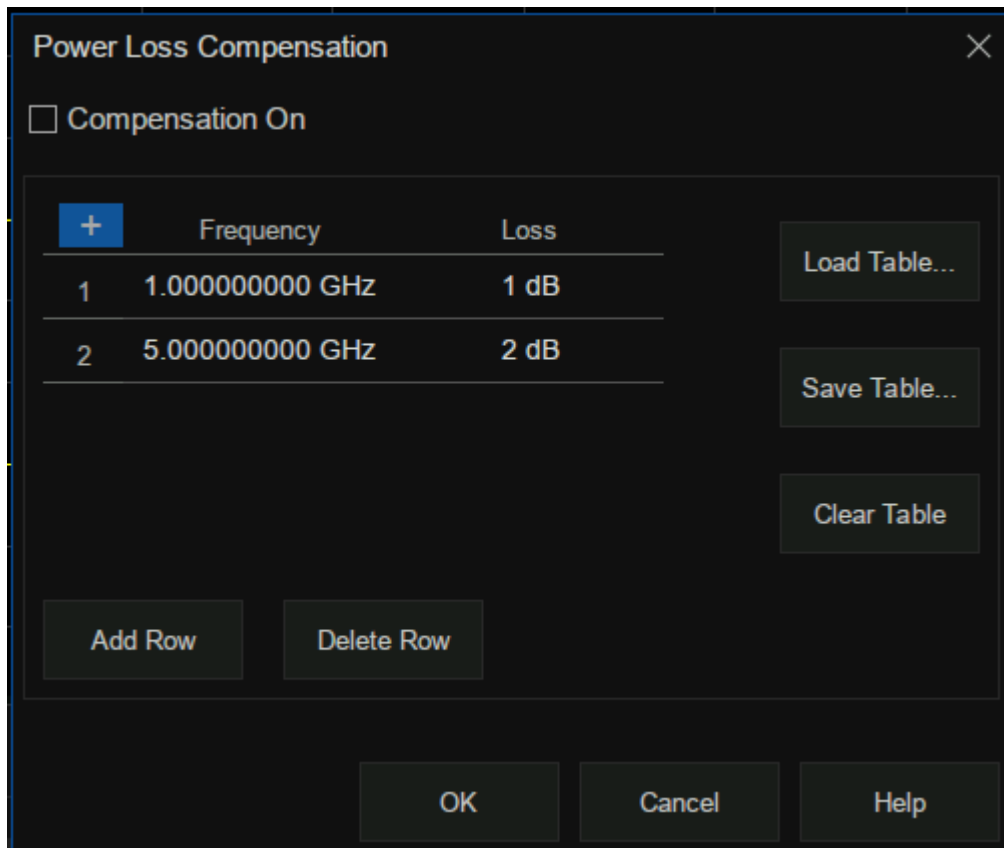 Power Loss Compensation
Compensation On
+ Frequency Loss
1 1.000000000 GHz 1 dB
2 5.000000000 GHz 2 dB
Load Table...
Save Table...
Clear Table
Add Row Delete Row
OK Cancel Help